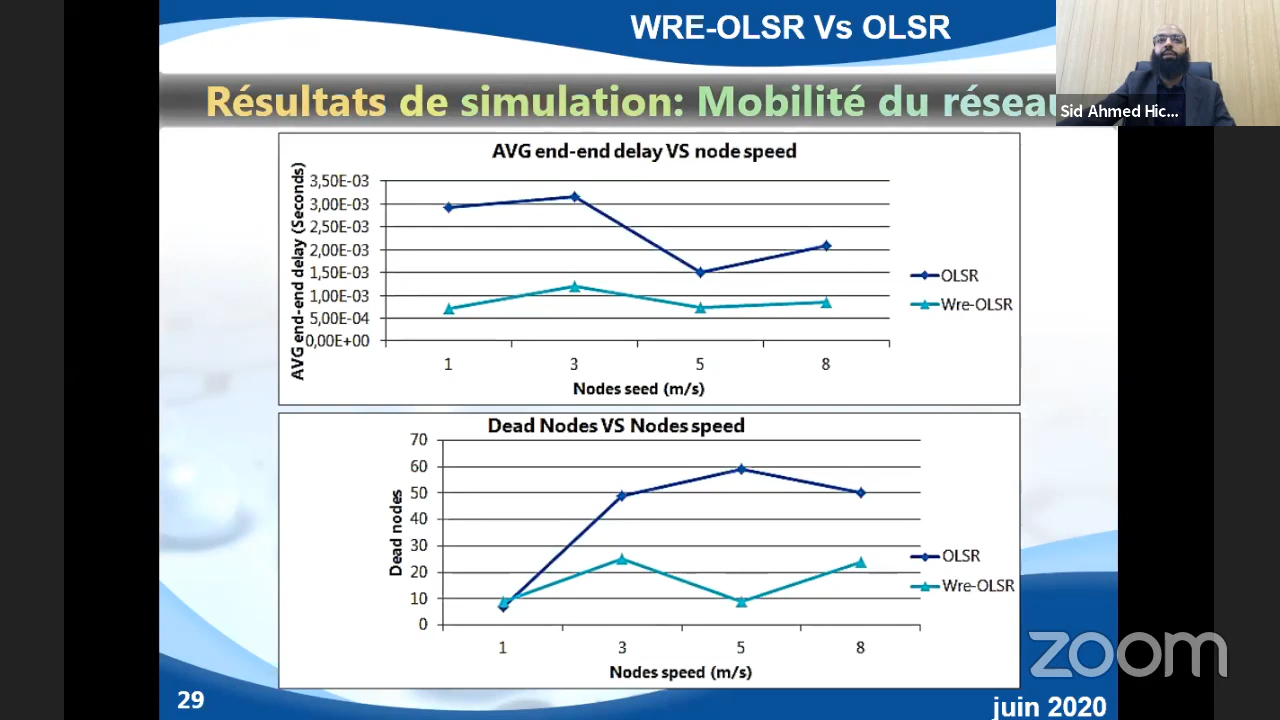 WRE-OLSR Vs OLSR
Résultats de simulation: Mobilité du réseau
Sid Ahmed Hic...
AVG end-end delay VS node speed
AVG end-end delay (Seconds)
3,50E-03
3,00E-03
2,50E-03
2,00E-03
1,50E-03
1,00E-03
5,00E-04
0,00E+00
1 3 5 8
Nodes seed (m/s)
OLSR
Wre-OLSR
Dead Nodes VS Nodes speed
Dead nodes
70
60
50
40
30
20
10
0
1 3 5 8
Nodes speed (m/s)
OLSR
Wre-OLSR
zoom
29
juin 2020